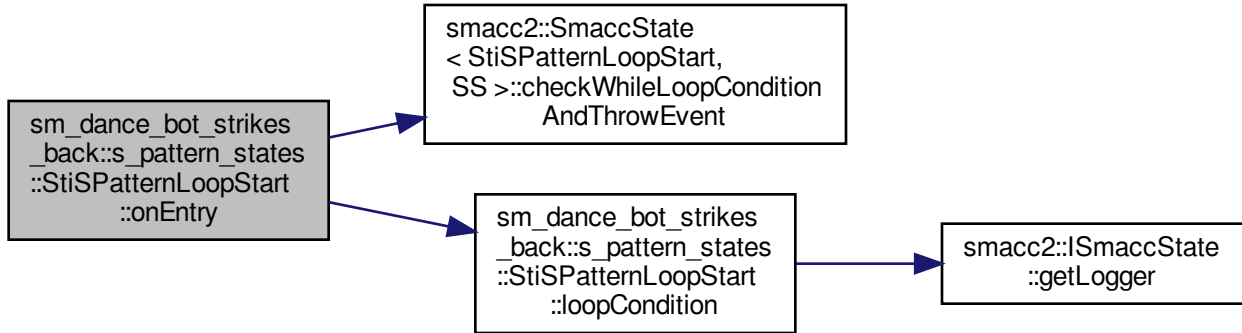 sm_dance_bot_strikes
_back::s_pattern_states
::StiSPatternLoopStart
::onEntry
smacc2::SmaccState
< StiSPatternLoopStart,
SS >::checkWhileLoopCondition
AndThrowEvent
sm_dance_bot_strikes
_back::s_pattern_states
::StiSPatternLoopStart
::loopCondition
smacc2::ISmaccState
::getLogger